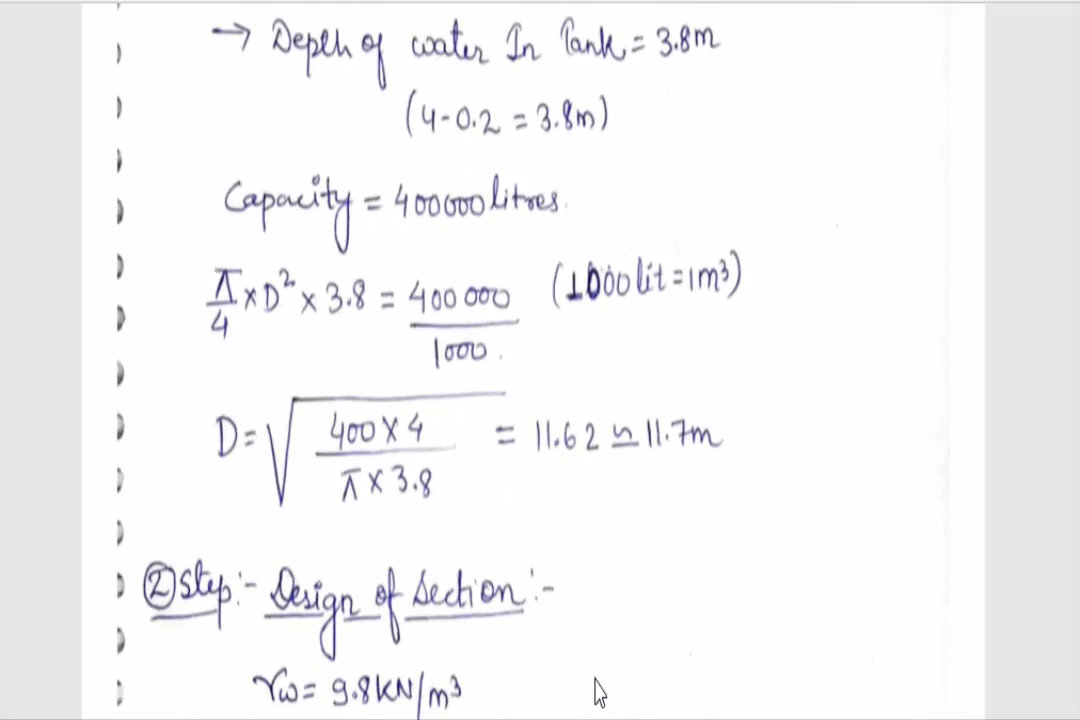 → Depth of water In Tank = 3.8m
(4-0.2 = 3.8m)
Capacity = 400000 litres.
π/4 × D² × 3.8 = 400 000/1000. (1000 lit = 1m³)
D = √(400 × 4/π × 3.8) = 11.62 ≃ 11.7m
② Step:- Design of Section:-
γw = 9.8 KN/m³